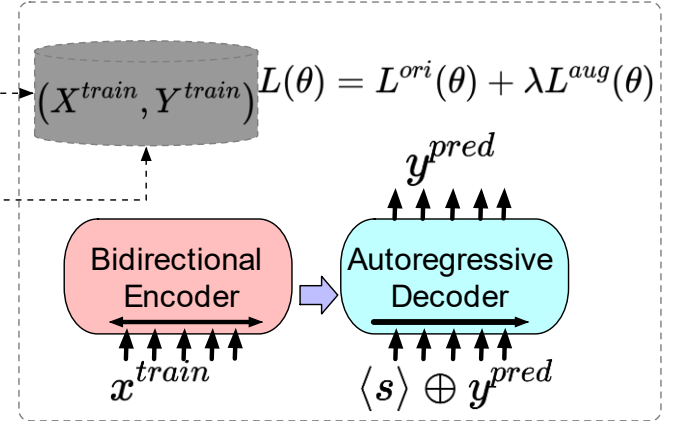 (X^{train}, Y^{train}) L(θ) = L^{ori}(θ) + λL^{aug}(θ)
y^{pred}
Bidirectional Encoder
Autoregressive Decoder
x^{train}
⟨s⟩ ⊕ y^{pred}